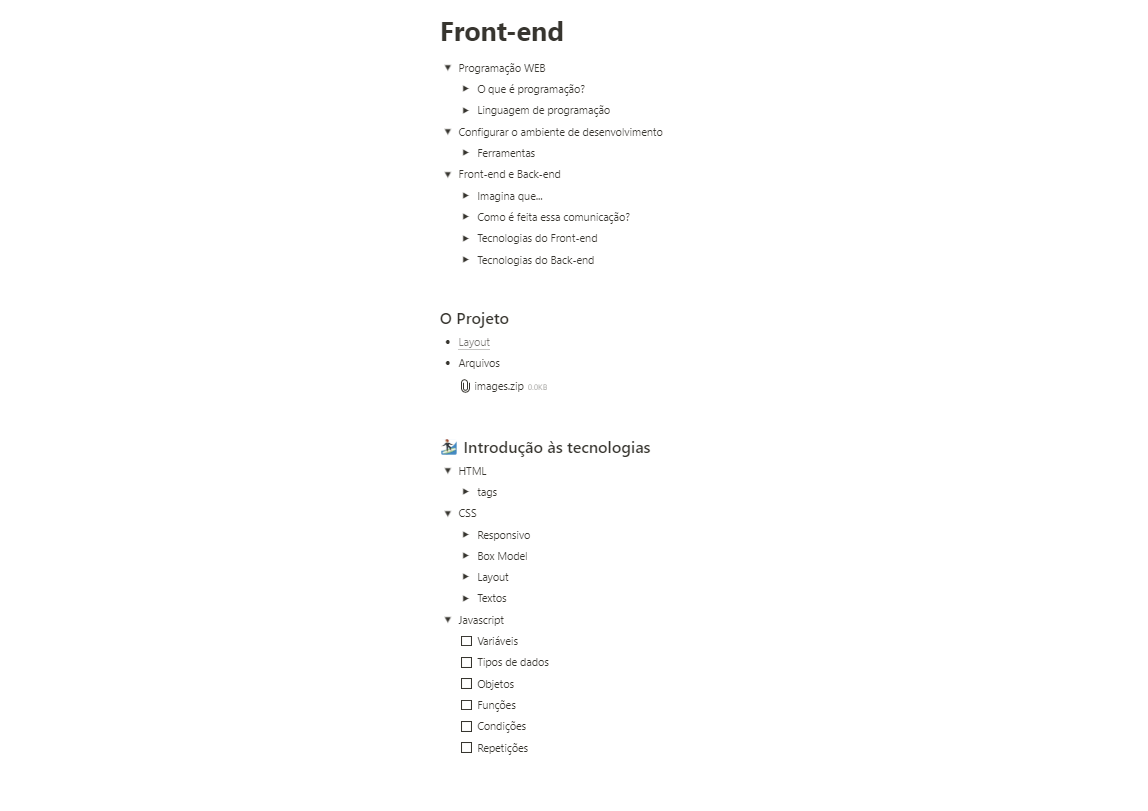 Front-end
Programação WEB
O que é programação?
Linguagem de programação
Configurar o ambiente de desenvolvimento
Ferramentas
Front-end e Back-end
Imagina que...
Como é feita essa comunicação?
Tecnologias do Front-end
Tecnologias do Back-end
O Projeto
Layout
Arquivos
images.zip 0.0KB
Introdução às tecnologias
HTML
tags
CSS
Responsivo
Box Model
Layout
Textos
Javascript
Variáveis
Tipos de dados
Objetos
Funções
Condições
Repetições